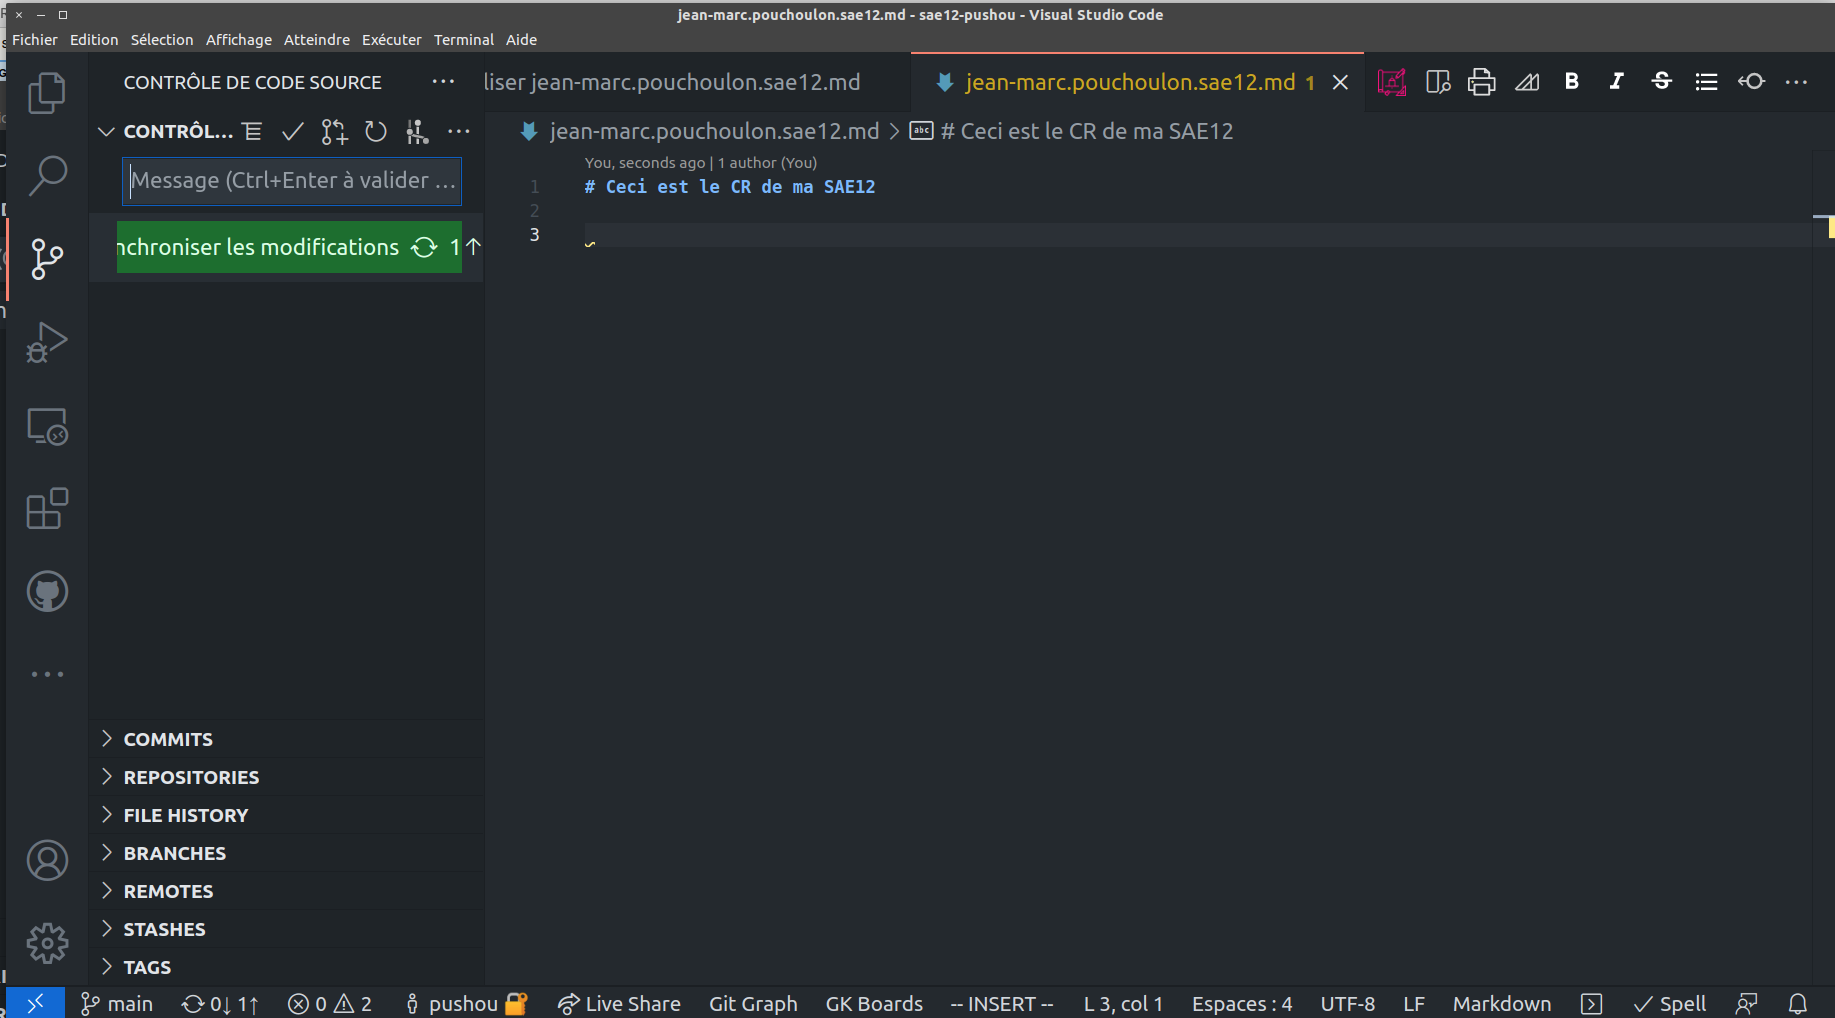 jean-marc.pouchoulon.sae12.md - sae12-pushou - Visual Studio Code
Fichier Edition Sélection Affichage Atteindre Exécuter Terminal Aide
CONTRÔLE DE CODE SOURCE
liser jean-marc.pouchoulon.sae12.md
jean-marc.pouchoulon.sae12.md 1
CONTRÔL...
jean-marc.pouchoulon.sae12.md > # Ceci est le CR de ma SAE12
Message (Ctrl+Enter à valider ...
nchroniser les modifications 1↑
You, seconds ago | 1 author (You)
1 # Ceci est le CR de ma SAE12
2
3
COMMITS
REPOSITORIES
FILE HISTORY
BRANCHES
REMOTES
STASHES
TAGS
main 0↓ 1↑ 0 2 pushou Live Share Git Graph GK Boards -- INSERT -- L 3, col 1 Espaces : 4 UTF-8 LF Markdown Spell